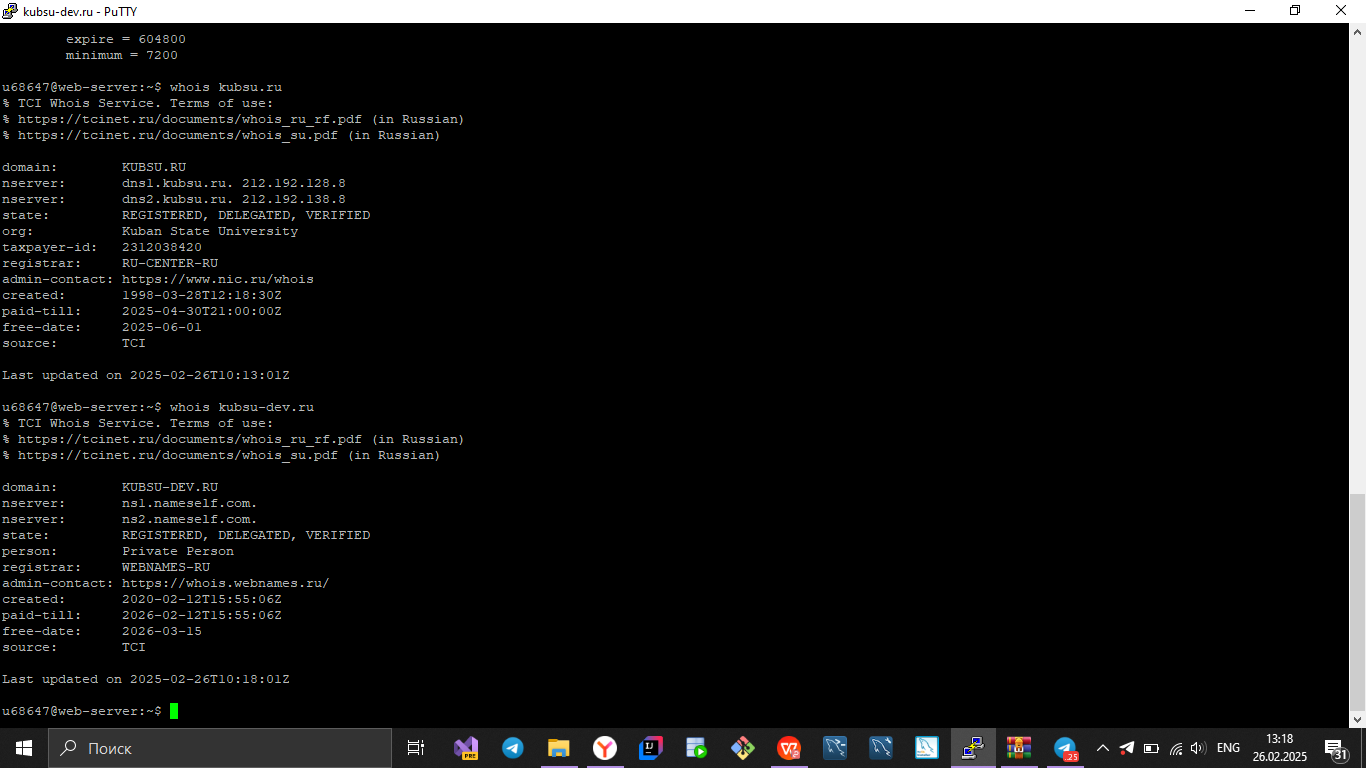 kubsu-dev.ru - PuTTY
expire = 604800
minimum = 7200
u68647@web-server:~$ whois kubsu.ru
% TCI Whois Service. Terms of use:
% https://tcinet.ru/documents/whois_ru_rf.pdf (in Russian)
% https://tcinet.ru/documents/whois_su.pdf (in Russian)
domain: KUBSU.RU
nserver: dns1.kubsu.ru. 212.192.128.8
nserver: dns2.kubsu.ru. 212.192.138.8
state: REGISTERED, DELEGATED, VERIFIED
org: Kuban State University
taxpayer-id: 2312038420
registrar: RU-CENTER-RU
admin-contact: https://www.nic.ru/whois
created: 1998-03-28T12:18:30Z
paid-till: 2025-04-30T21:00:00Z
free-date: 2025-06-01
source: TCI
Last updated on 2025-02-26T10:13:01Z
u68647@web-server:~$ whois kubsu-dev.ru
% TCI Whois Service. Terms of use:
% https://tcinet.ru/documents/whois_ru_rf.pdf (in Russian)
% https://tcinet.ru/documents/whois_su.pdf (in Russian)
domain: KUBSU-DEV.RU
nserver: ns1.nameself.com.
nserver: ns2.nameself.com.
state: REGISTERED, DELEGATED, VERIFIED
person: Private Person
registrar: WEBNAMES-RU
admin-contact: https://whois.webnames.ru/
created: 2020-02-12T15:55:06Z
paid-till: 2026-02-12T15:55:06Z
free-date: 2026-03-15
source: TCI
Last updated on 2025-02-26T10:18:01Z
u68647@web-server:~$
Поиск
PRE
IJ
25
ENG
13:18
26.02.2025
31